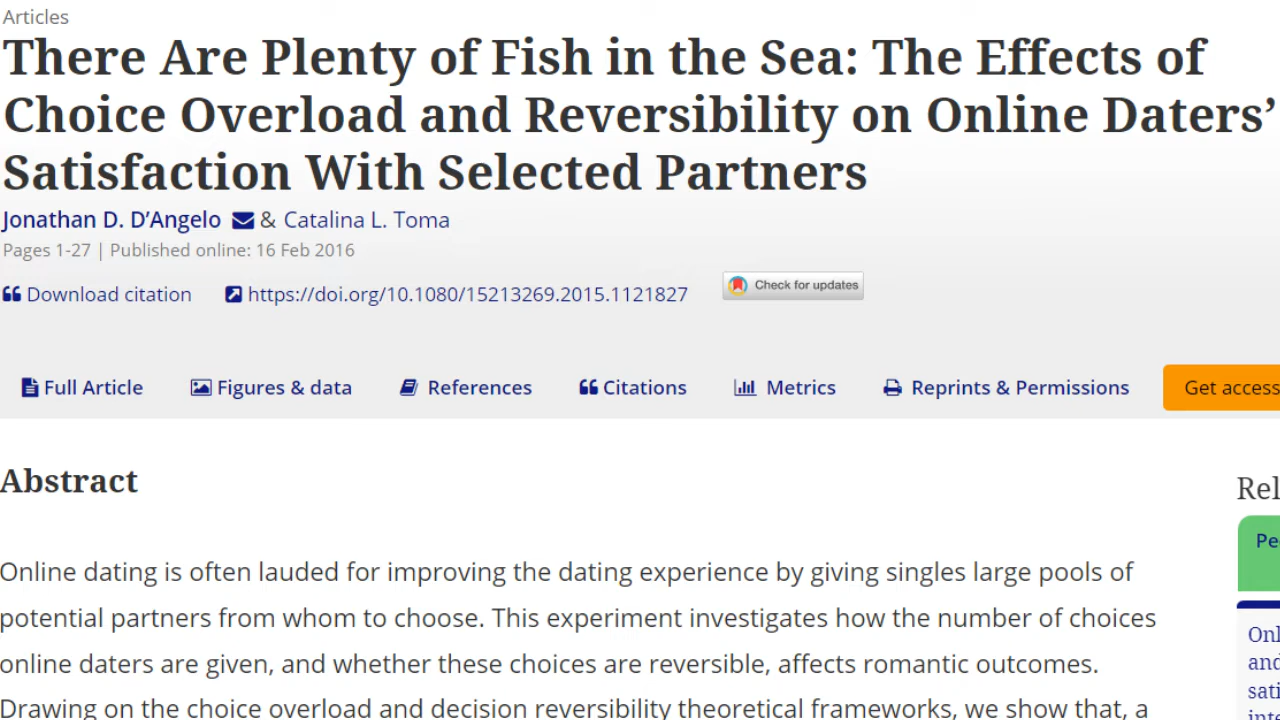 Articles
There Are Plenty of Fish in the Sea: The Effects of
Choice Overload and Reversibility on Online Daters’
Satisfaction With Selected Partners
Jonathan D. D’Angelo & Catalina L. Toma
Pages 1-27 | Published online: 16 Feb 2016
Download citation https://doi.org/10.1080/15213269.2015.1121827 Check for updates
Full Article Figures & data References Citations Metrics Reprints & Permissions Get access
Abstract
Online dating is often lauded for improving the dating experience by giving singles large pools of
potential partners from whom to choose. This experiment investigates how the number of choices
online daters are given, and whether these choices are reversible, affects romantic outcomes.
Drawing on the choice overload and decision reversibility theoretical frameworks, we show that, a
Rel
Pe
Onl
and
sati
inte